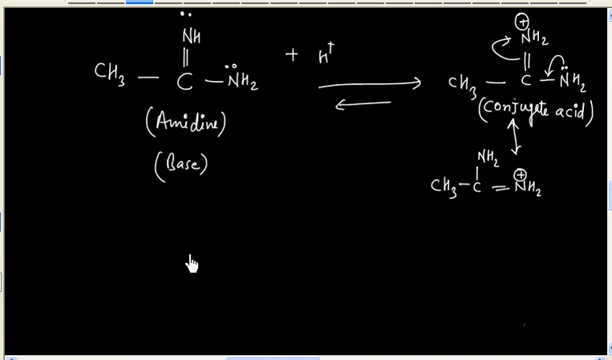 NH
||
CH3 — C — NH2
(Amidine)
(Base)
+ H+
⊕
NH2
||
CH3 — C — NH2
(Conjugate acid)
NH2
|
CH3 – C = NH2
⊕